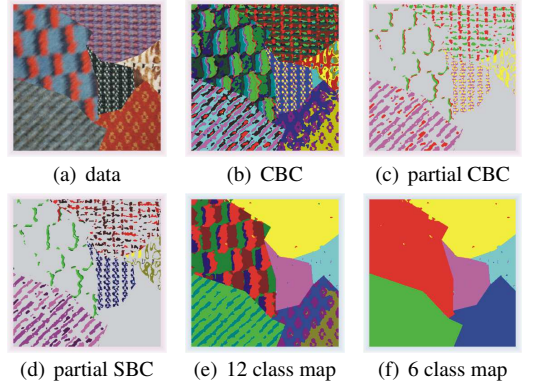 (a) data (b) CBC (c) partial CBC
(d) partial SBC (e) 12 class map (f) 6 class map